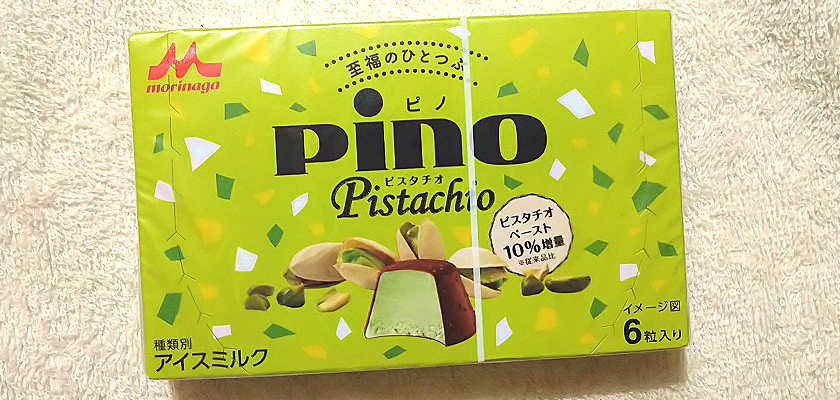 morinaga
至福のひとつぶ
ピノ
pino
ピスタチオ
Pistachio
ピスタチオ
ペースト
10%増量
※従来品比
イメージ図
6粒入り
種類別
アイスミルク